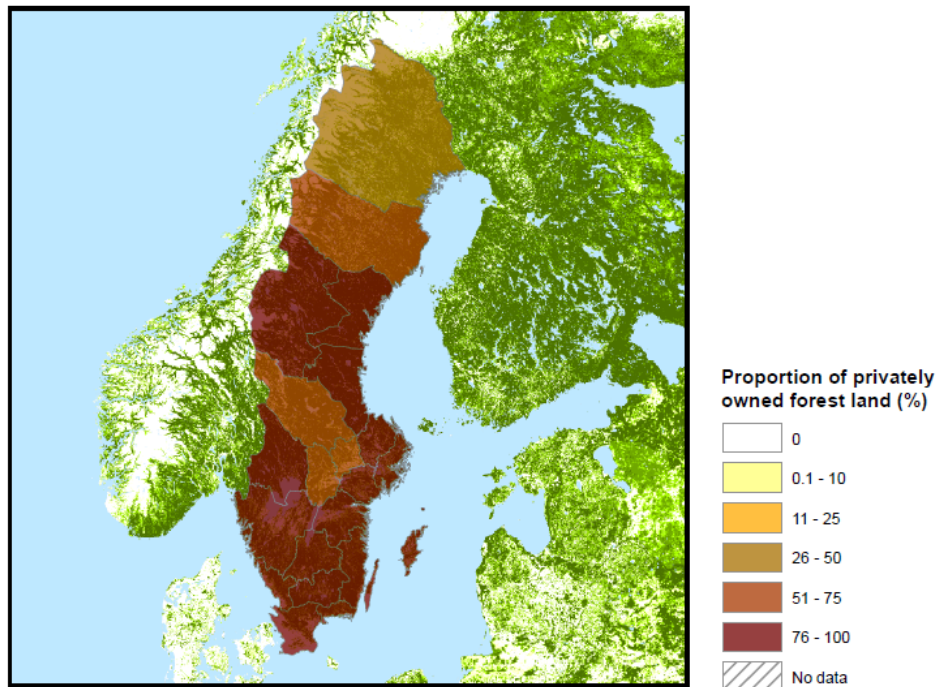 Proportion of privately
owned forest land (%)
0
0.1 - 10
11 - 25
26 - 50
51 - 75
76 - 100
No data